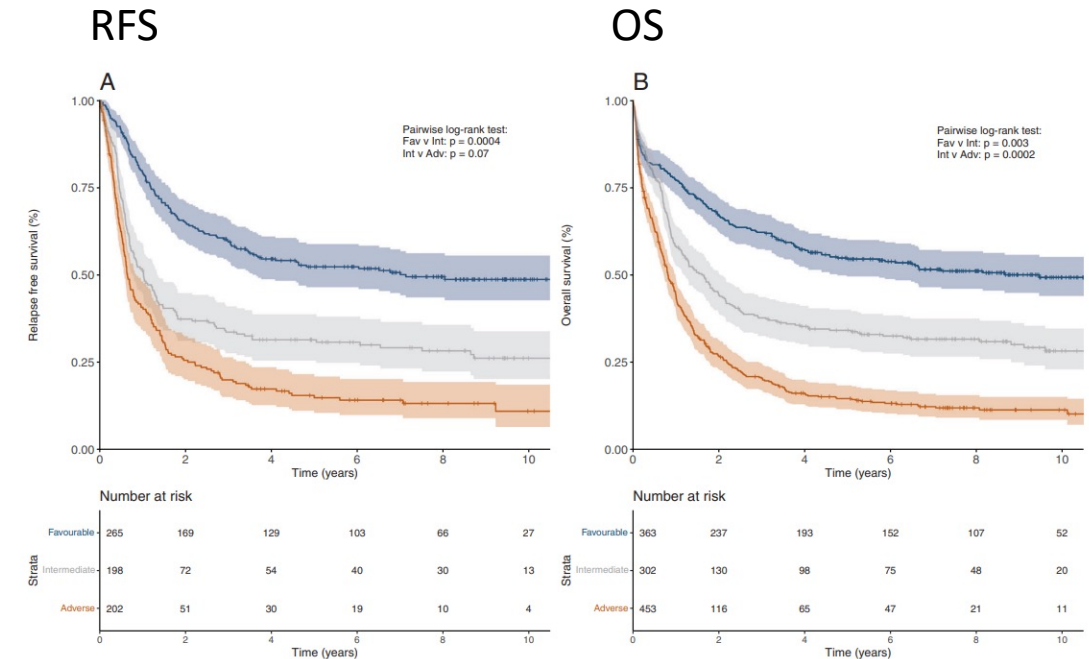 RFS
OS
A
1.00
0.75
0.50
0.25
0.00
Relapse free survival (%)
Pairwise log-rank test:
Fav v Int: p = 0.0004
Int v Adv: p = 0.07
0 2 4 6 8 10
Time (years)
B
1.00
0.75
0.50
0.25
0.00
Overall survival (%)
Pairwise log-rank test:
Fav v Int: p = 0.003
Int v Adv: p = 0.0002
0 2 4 6 8 10
Time (years)
Number at risk
Strata
Favourable 265 169 129 103 66 27
Intermediate 198 72 54 40 30 13
Adverse 202 51 30 19 10 4
0 2 4 6 8 10
Time (years)
Number at risk
Strata
Favourable 363 237 193 152 107 52
Intermediate 302 130 98 75 48 20
Adverse 453 116 65 47 21 11
0 2 4 6 8 10
Time (years)